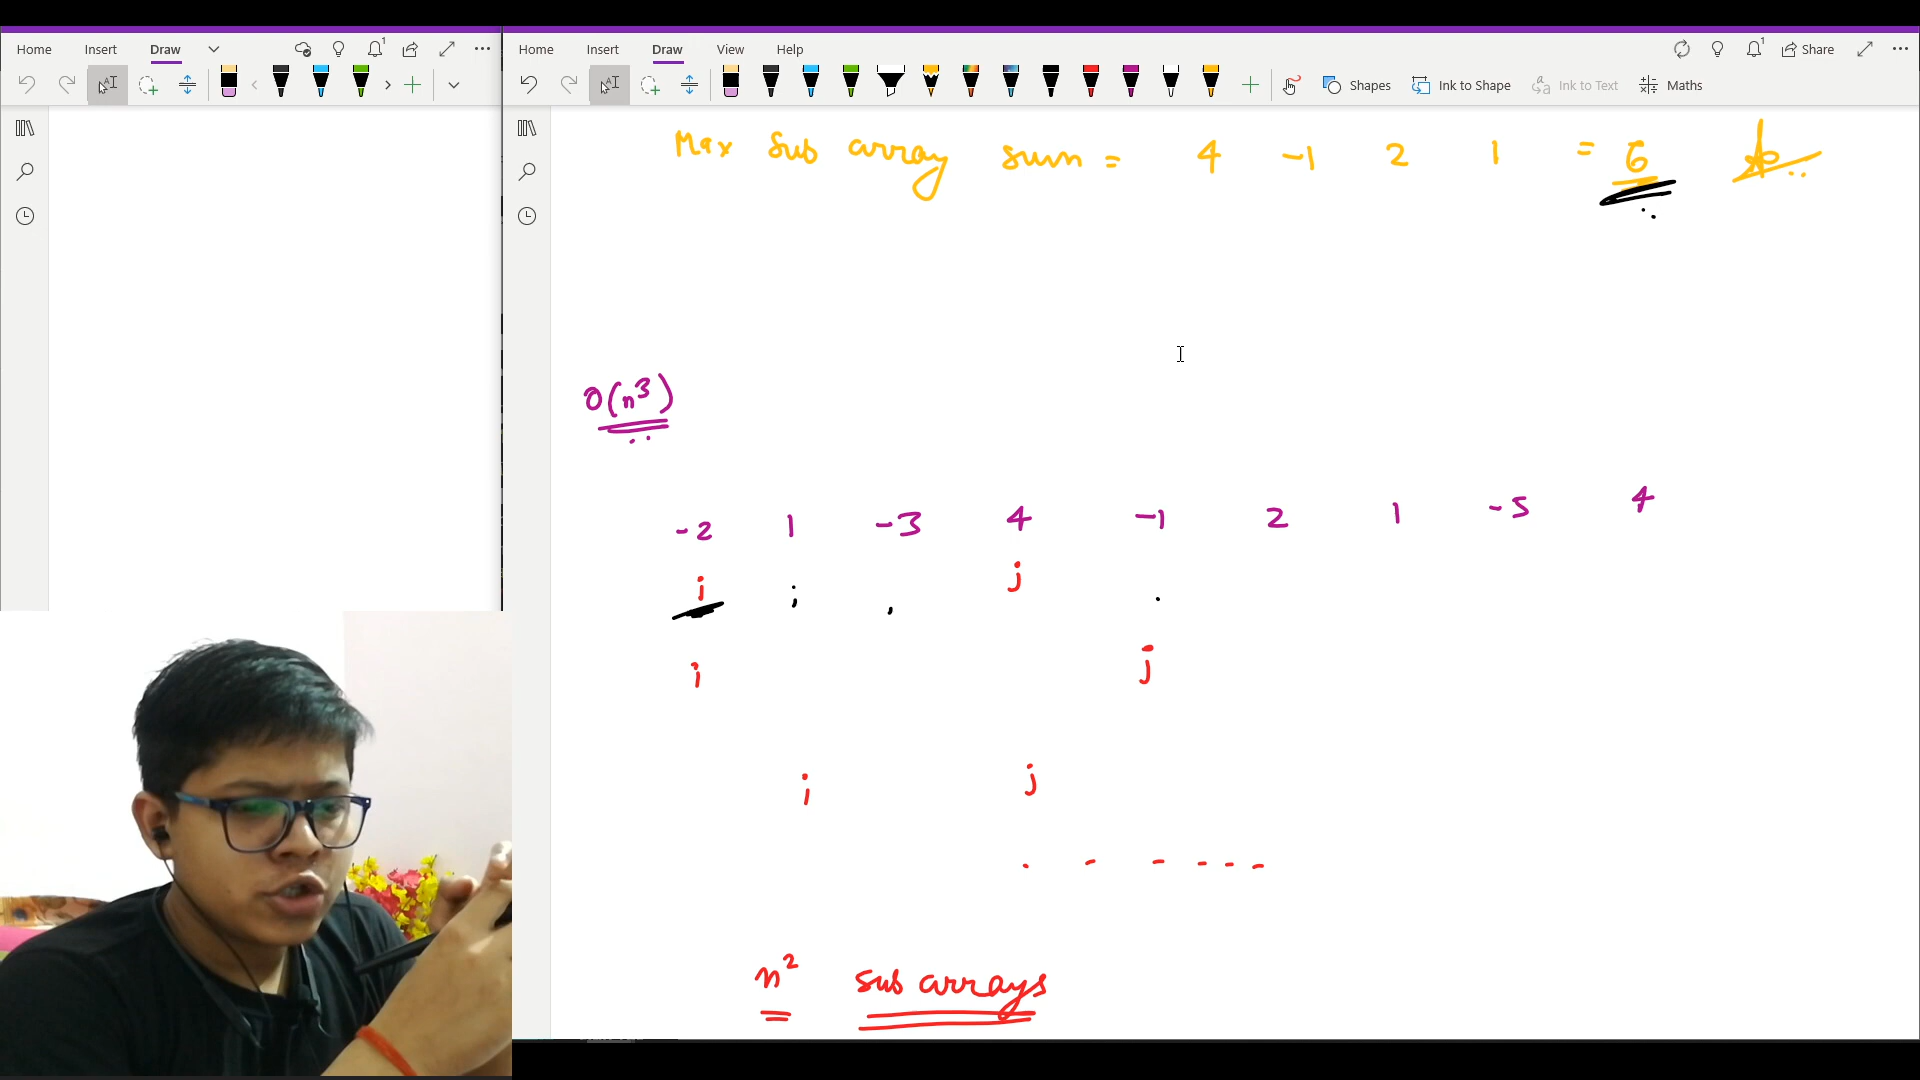 Home Insert Draw
Home Insert Draw View Help Share
Shapes Ink to Shape Ink to Text Maths
Max Sub array sum = 4 -1 2 1 = 6
O(n³)
-2 1 -3 4 -1 2 1 -5 4
i j
i j
i j
n² sub arrays